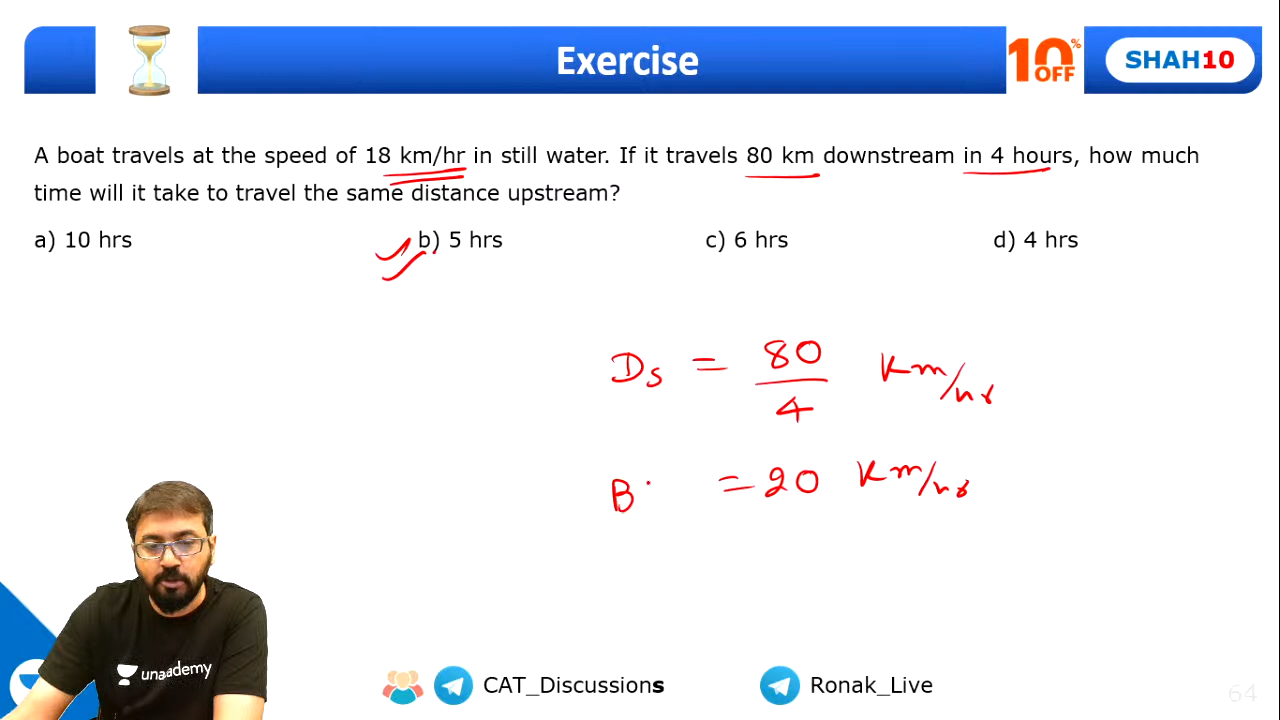 Exercise
10% OFF
SHAH10
A boat travels at the speed of 18 km/hr in still water. If it travels 80 km downstream in 4 hours, how much
time will it take to travel the same distance upstream?
a) 10 hrs b) 5 hrs c) 6 hrs d) 4 hrs
Ds = 80/4 Km/hr
B = 20 Km/hr
unacademy
CAT_Discussions
Ronak_Live
64